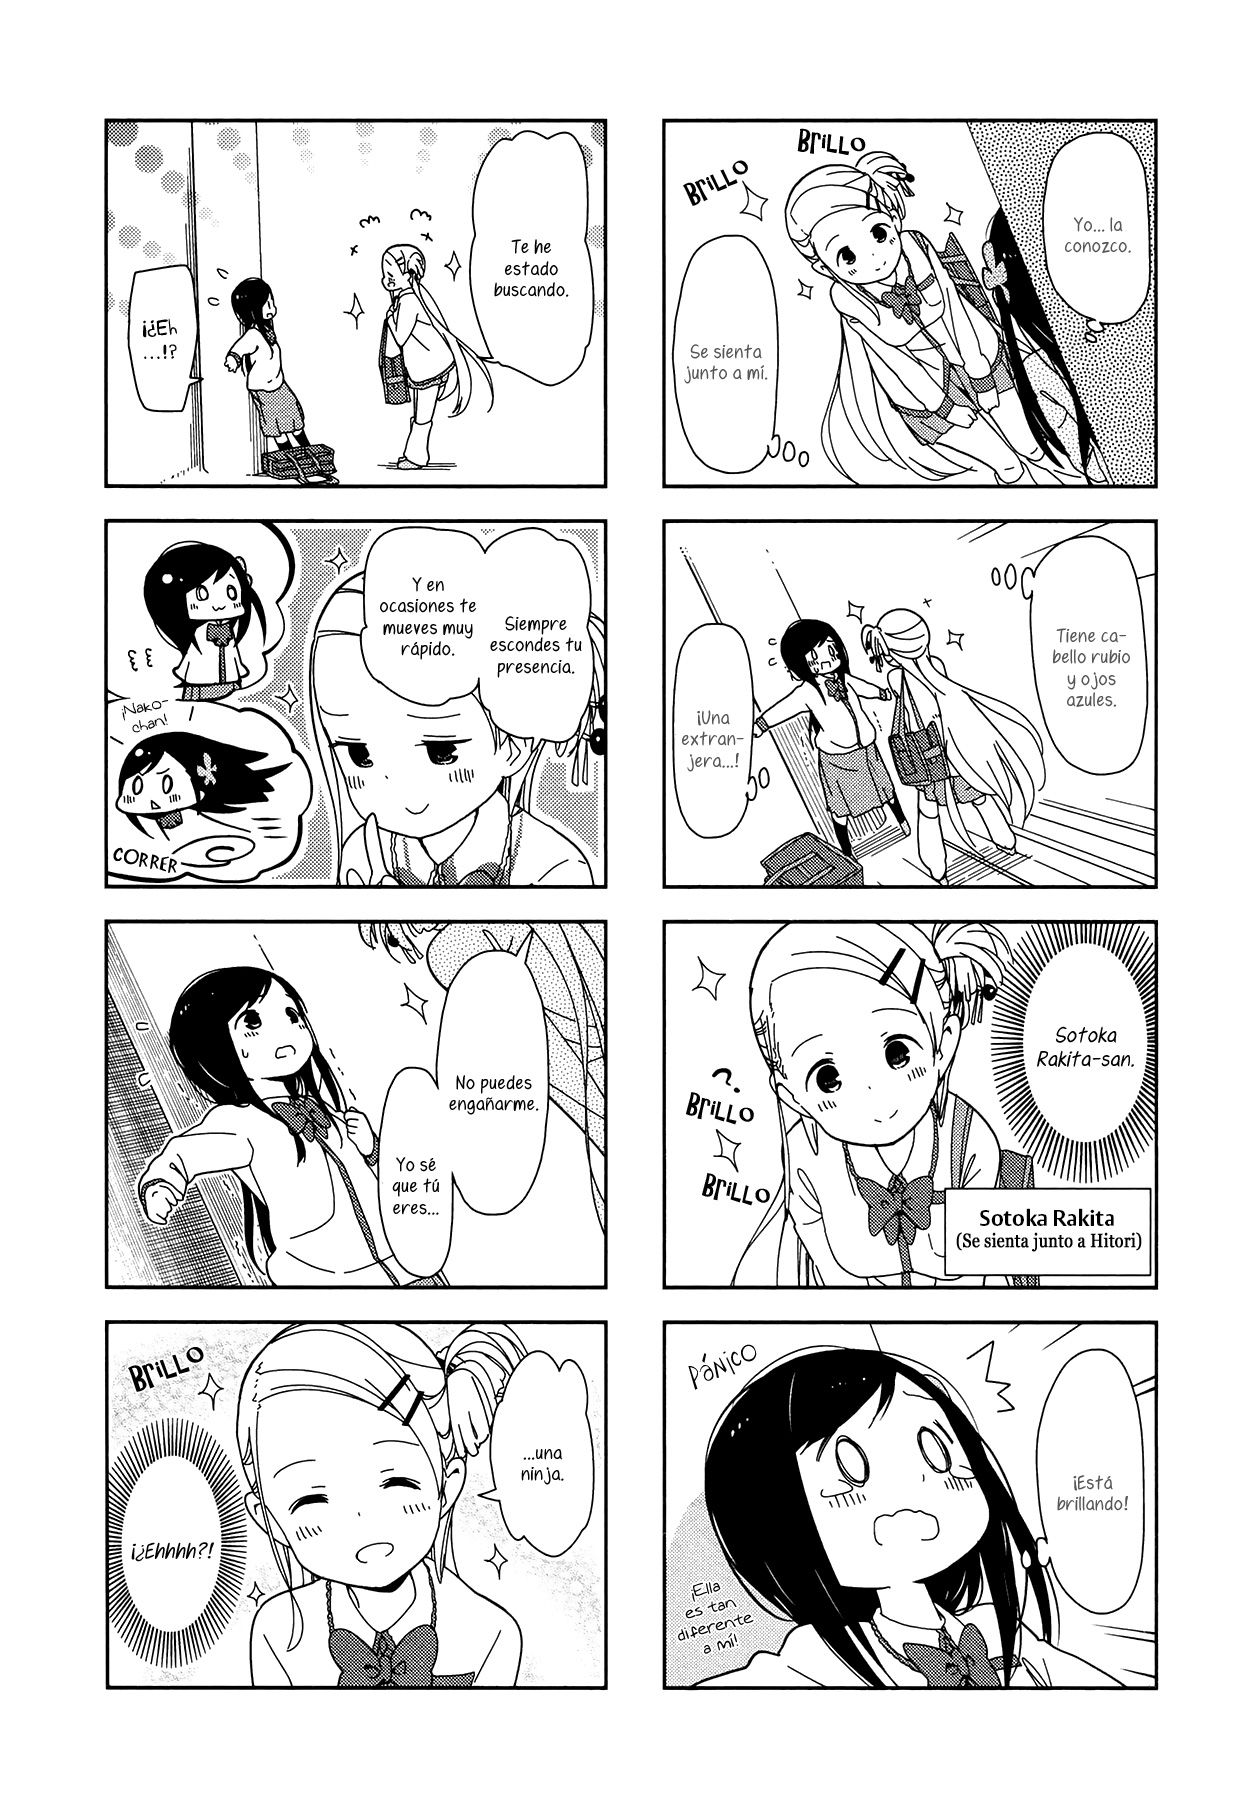 BRILLO
BRILLO
Yo... la
conozco.
Se sienta
junto a mí.
Tiene ca-
bello rubio
y ojos
azules.
¡Una
extran-
jera...!
Sotoka
Rakita-san.
?
BRILLO
BRILLO
Sotoka Rakita
(Se sienta junto a Hitori)
PÁNICO
¡Está
brillando!
¡Ella
es tan
diferente
a mí!
Te he
estado
buscando.
¡¿Eh
...!?
Siempre
escondes tu
presencia.
Y en
ocasiones te
mueves muy
rápido.
¡Nako-
chan!
CORRER
No puedes
engañarme.
Yo sé
que tú
eres...
BRILLO
...una
ninja.
¡¿Ehhhh?!